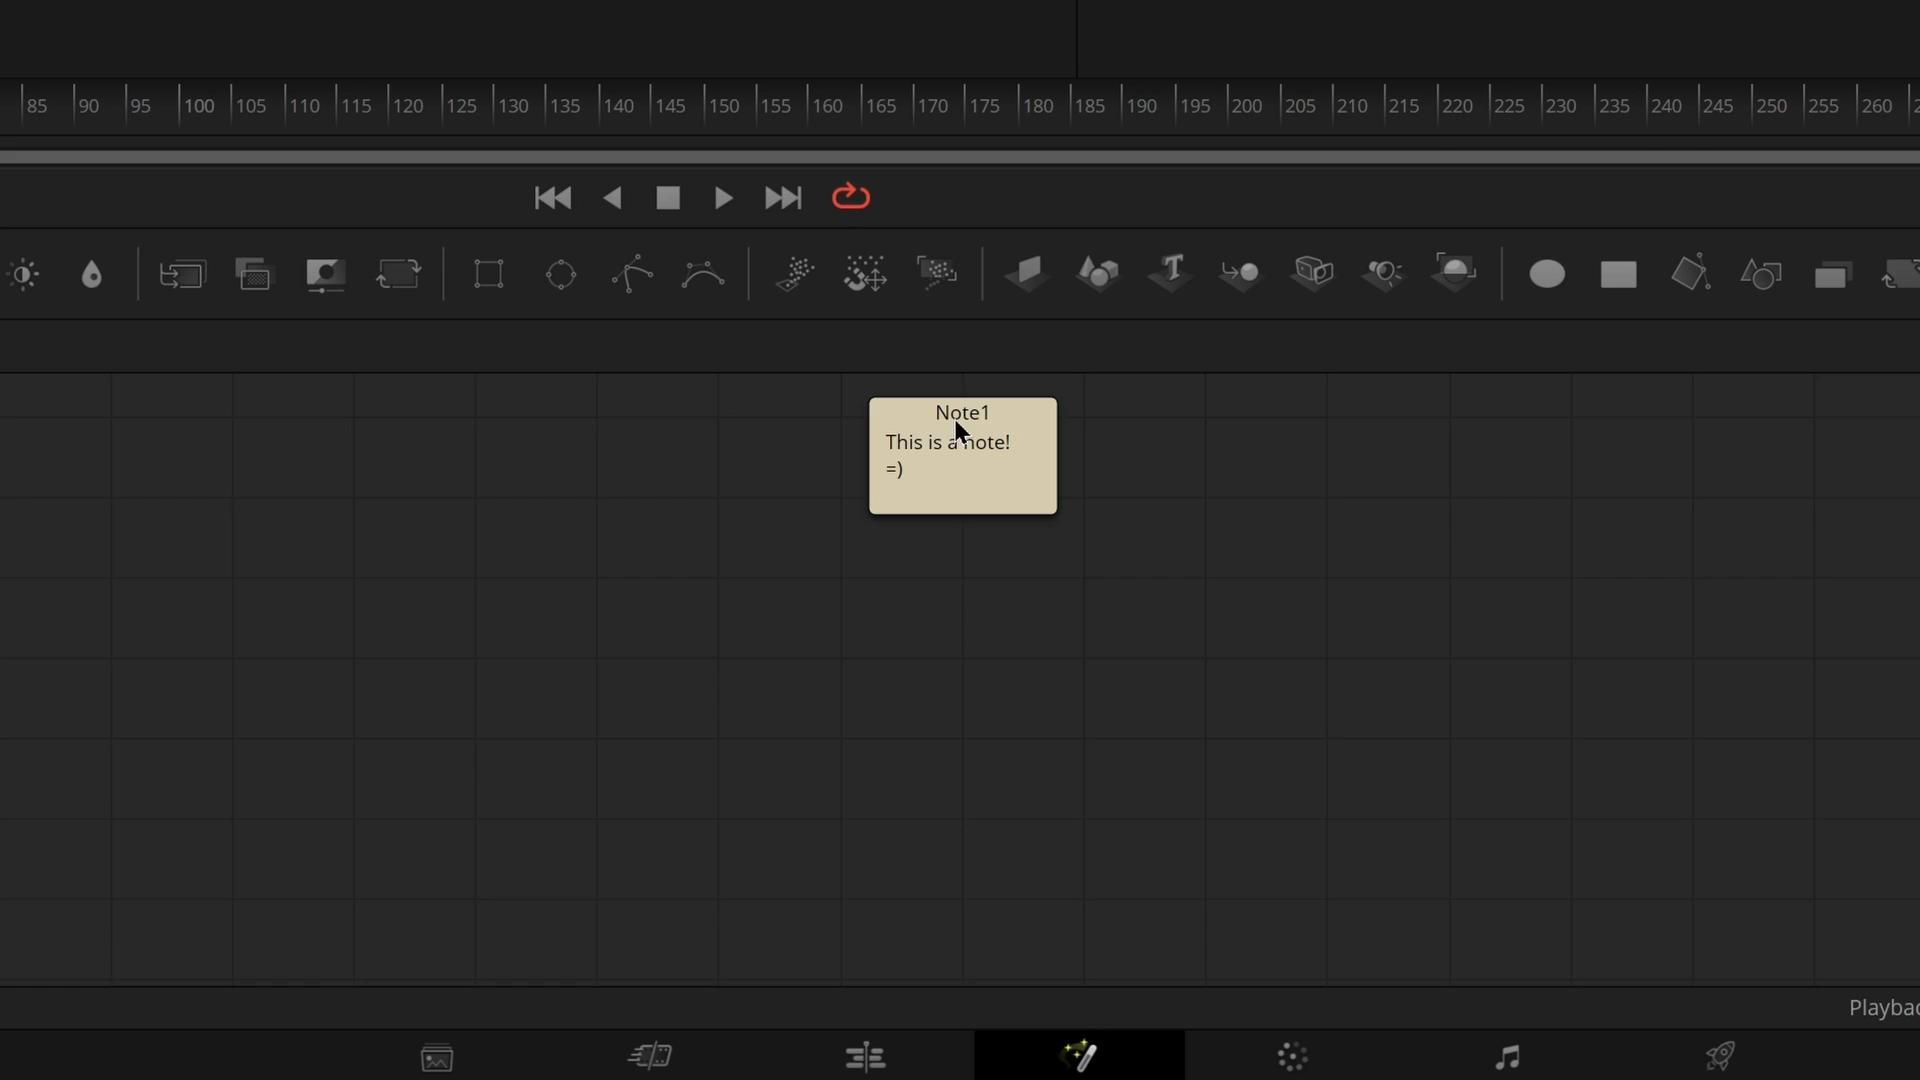 85 90 95 100 105 110 115 120 125 130 135 140 145 150 155 160 165 170 175 180 185 190 195 200 205 210 215 220 225 230 235 240 245 250 255 260
Note1
This is a note!
=)
Playbac